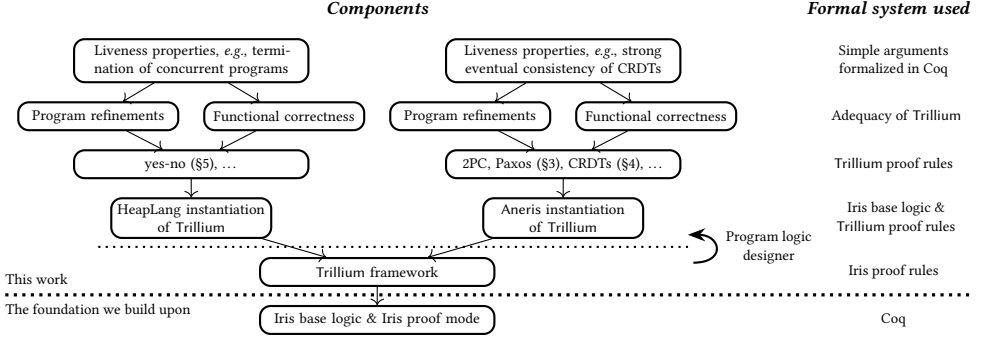 Components
Formal system used
Liveness properties, e.g., termi-
nation of concurrent programs
Liveness properties, e.g., strong
eventual consistency of CRDTs
Simple arguments
formalized in Coq
Program refinements
Functional correctness
Program refinements
Functional correctness
Adequacy of Trillium
yes-no (§5), …
2PC, Paxos (§3), CRDTs (§4), …
Trillium proof rules
HeapLang instantiation
of Trillium
Aneris instantiation
of Trillium
Iris base logic &
Trillium proof rules
Program logic
designer
Trillium framework
Iris proof rules
This work
The foundation we build upon
Iris base logic & Iris proof mode
Coq